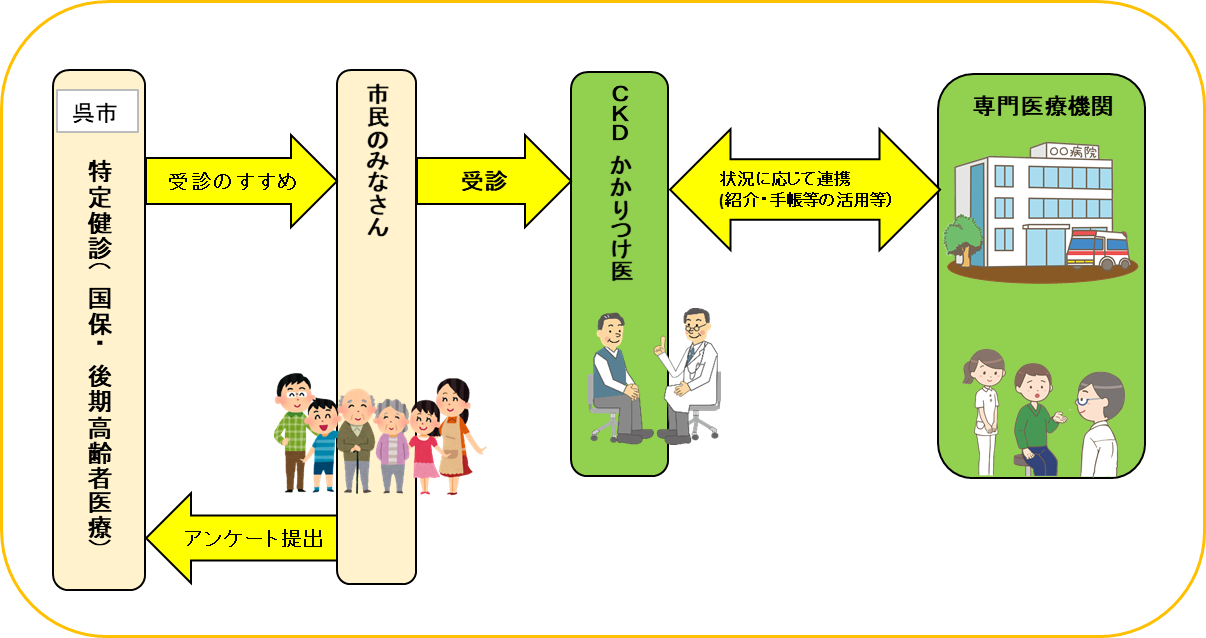 呉市
特定健診（国保・後期高齢者医療）
受診のすすめ
市民のみなさん
受診
CKD かかりつけ医
状況に応じて連携
(紹介・手帳等の活用等)
専門医療機関
〇〇病院
アンケート提出